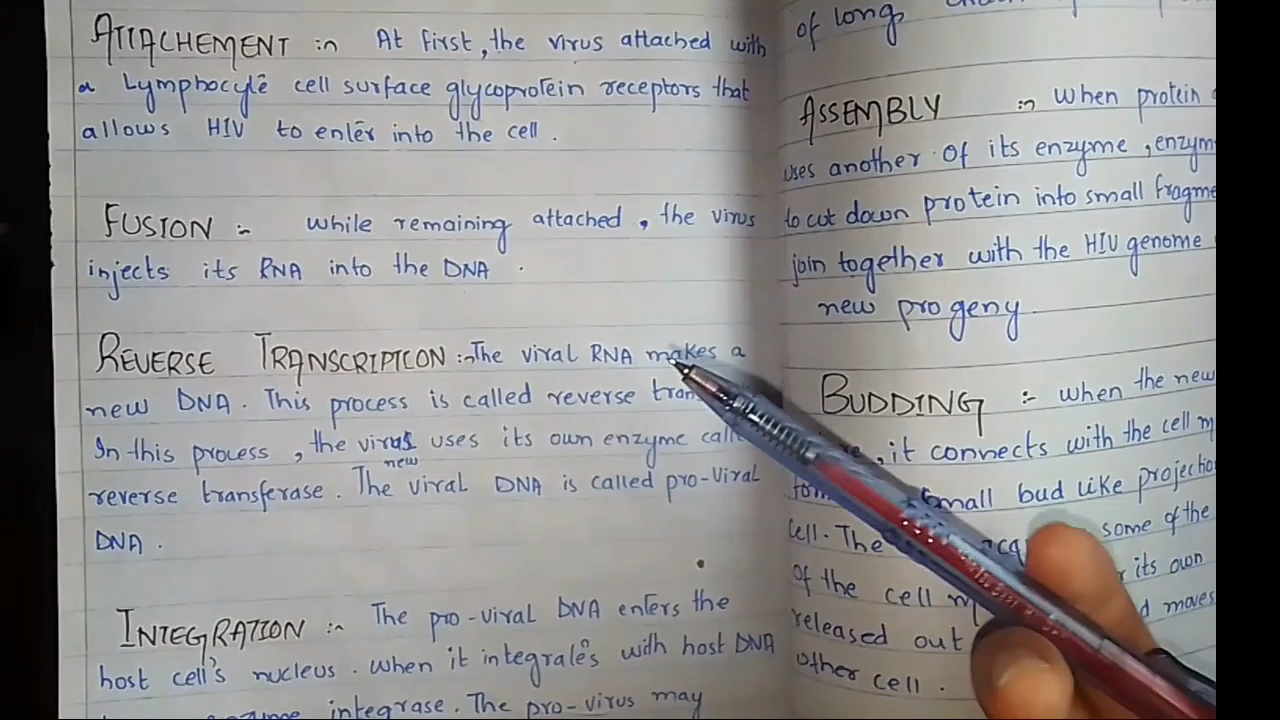 ATTACHEMENT :- At first, the virus attached with
a Lymphocyte cell surface glycoprotein receptors that
allows HIV to enter into the cell.
FUSION :- while remaining attached, the virus
injects its RNA into the DNA.
REVERSE TRANSCRIPTION :- The viral RNA makes a
new DNA. This process is called reverse
In this process, the virus uses its own enzyme
reverse transferase. The new viral DNA is called pro-viral
DNA.
INTEGRATION :- The pro-viral DNA enters the
host cell's nucleus. when it integrates with host DNA
integrase. The pro-virus may
of long
ASSEMBLY :- when protein
uses another of its enzyme,
to cut down protein into small
join together with the HIV genome
new progeny
BUDDING :- when the new
, it connects with the cell
small bud like
cell. The some of the
of the cell its own
released out moves
other cell.